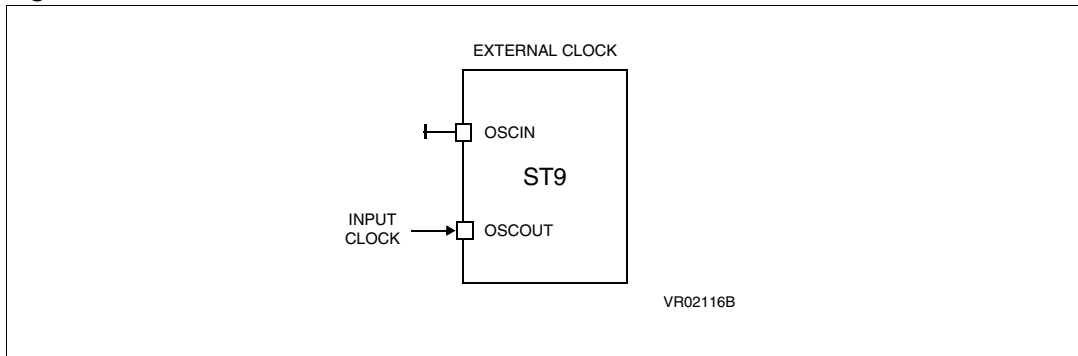 EXTERNAL CLOCK
OSCIN
ST9
INPUT
CLOCK
OSCOUT
VR02116B